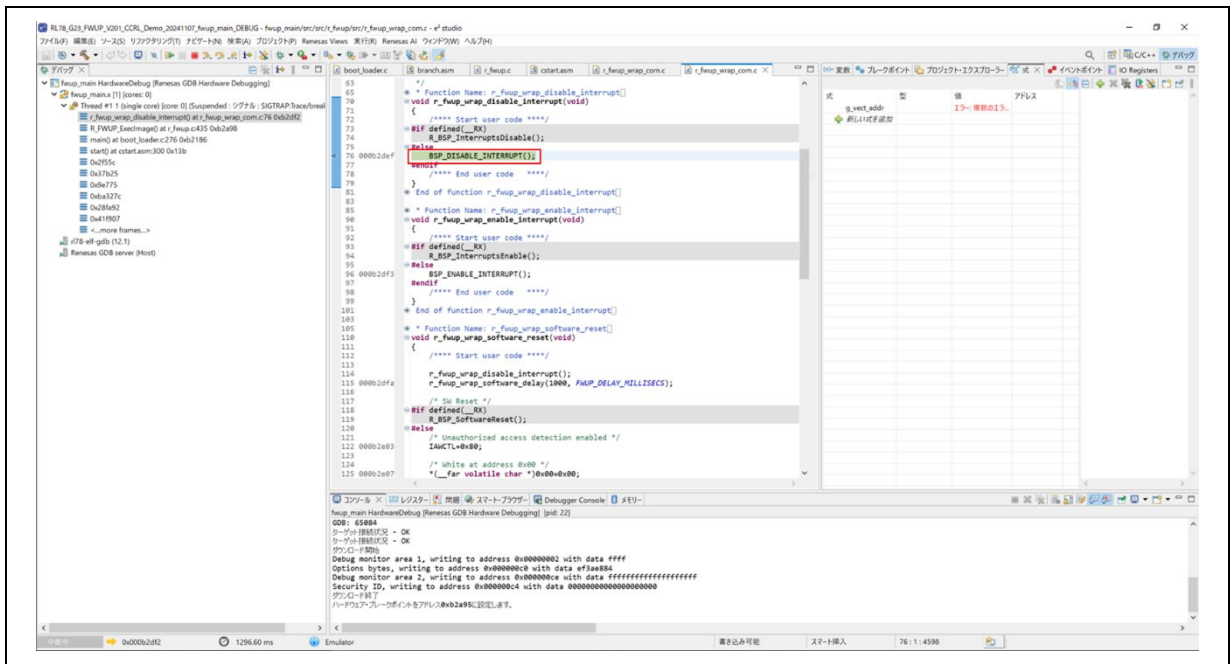 RL78_G23_FWUP_V201_CCRL_Demo_20241107_fwup_main_DEBUG - fwup_main/src/src/r_fwup/src/r_fwup_wrap_com.c - e² studio
ファイル(F) 編集(E) ソース(S) リファクタリング(T) ナビゲート(N) 検索(A) プロジェクト(P) Renesas Views 実行(R) Renesas AI ウィンドウ(W) ヘルプ(H)
C/C++ デバッグ
デバッグ
fwup_main HardwareDebug [Renesas GDB Hardware Debugging]
fwup_main.x [1] [cores: 0]
Thread #1 1 (single core) [core: 0] (Suspended : シグナル : SIGTRAP:Trace/breal
r_fwup_wrap_disable_interrupt() at r_fwup_wrap_com.c:76 0xb2df2
R_FWUP_ExecImage() at r_fwup.c:435 0xb2a98
main() at boot_loader.c:276 0xb2186
start() at cstart.asm:300 0x13b
0x2f55c
0x37b25
0x9e775
0xba327c
0x28fa92
0x41f907
<...more frames...>
rl78-elf-gdb (12.1)
Renesas GDB server (Host)
boot_loader.c branch.asm r_fwup.c cstart.asm r_fwup_wrap_com.c r_fwup_wrap_com.c
63 */
65 * Function Name: r_fwup_wrap_disable_interrupt
70 void r_fwup_wrap_disable_interrupt(void)
71 {
72 /**** Start user code ****/
73 #if defined(__RX)
74 R_BSP_InterruptsDisable();
75 #else
76 000b2def BSP_DISABLE_INTERRUPT();
77 #endif
78 /**** End user code ****/
79 }
81 * End of function r_fwup_wrap_disable_interrupt
83
85 * Function Name: r_fwup_wrap_enable_interrupt
90 void r_fwup_wrap_enable_interrupt(void)
91 {
92 /**** Start user code ****/
93 #if defined(__RX)
94 R_BSP_InterruptsEnable();
95 #else
96 000b2df3 BSP_ENABLE_INTERRUPT();
97 #endif
98 /**** End user code ****/
99 }
101 * End of function r_fwup_wrap_enable_interrupt
103
105 * Function Name: r_fwup_wrap_software_reset
110 void r_fwup_wrap_software_reset(void)
111 {
112 /**** Start user code ****/
113
114 r_fwup_wrap_disable_interrupt();
115 000b2dfa r_fwup_wrap_software_delay(1000, FWUP_DELAY_MILLISECS);
116
117 /* SW Reset */
118 #if defined(__RX)
119 R_BSP_SoftwareReset();
120 #else
121 /* Unauthorized access detection enabled */
122 000b2e03 IAWCTL=0x80;
123
124 /* White at address 0x00 */
125 000b2e07 *(__far volatile char *)0x00=0x00;
変数 ブレークポイント プロジェクト・エクスプローラー 式 イベントポイント IO Registers
式 型 値 アドレス
g_vect_addr エラー: 複数のエラ..
新しい式を追加
コンソール レジスター 問題 スマート・ブラウザー Debugger Console メモリー
fwup_main HardwareDebug [Renesas GDB Hardware Debugging] [pid: 22]
GDB: 65084
ターゲット接続状況 - OK
ターゲット接続状況 - OK
ダウンロード開始
Debug monitor area 1, writing to address 0x00000002 with data ffff
Options bytes, writing to address 0x000000c0 with data ef3ae884
Debug monitor area 2, writing to address 0x000000ce with data ffffffffffffffffffff
Security ID, writing to address 0x000000c4 with data 00000000000000000000
ダウンロード終了
ハードウェア・ブレークポイントをアドレス0xb2a95に設定します。
0x000b2df2 1296.60 ms Emulator 書き込み可能 スマート挿入 76 : 1 : 4598